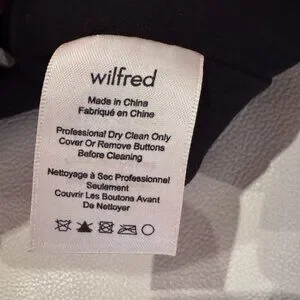 wilfred
Made in China
Fabriqué en Chine
Professional Dry Clean Only
Cover Or Remove Buttons
Before Cleaning
Nettoyage à Sec Professionnel
Seulement
Couvrir Les Boutons Avant
De Nettoyer